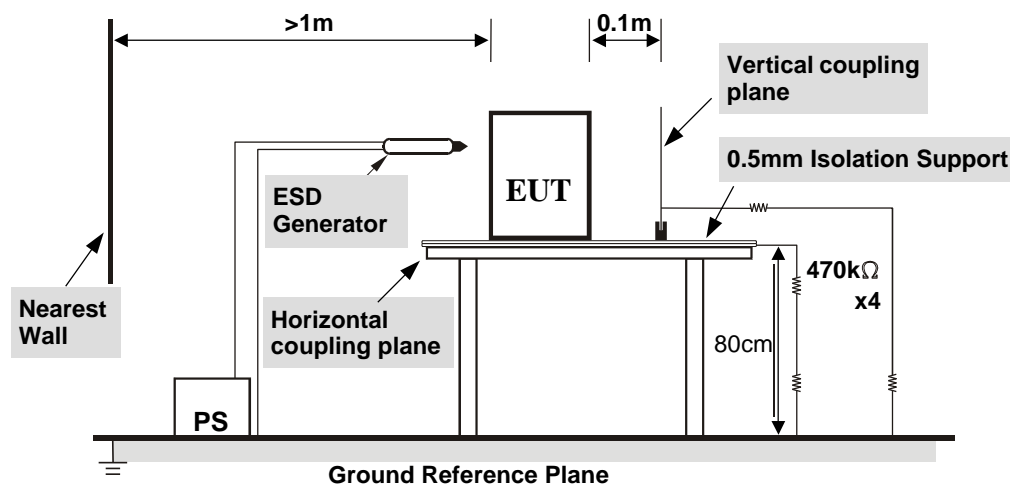 >1m
0.1m
Vertical coupling
plane
0.5mm Isolation Support
ESD
Generator
EUT
Nearest
Wall
Horizontal
coupling plane
470kΩ
x4
80cm
PS
Ground Reference Plane